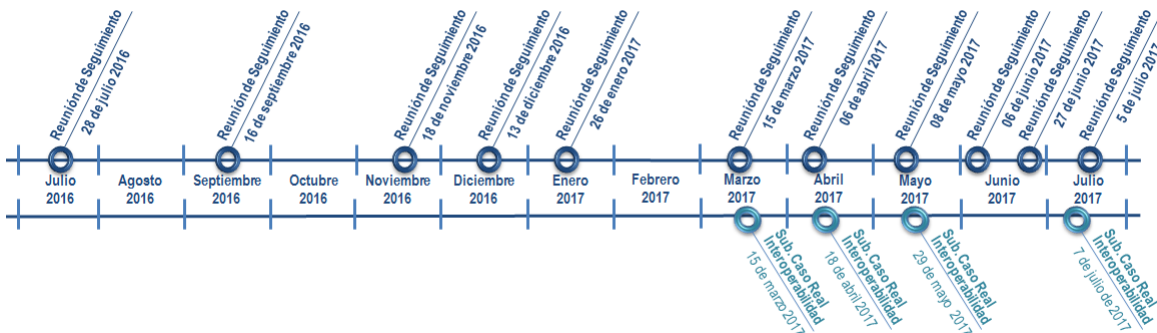 Reunión de Seguimiento
28 de julio 2016
Reunión de Seguimiento
16 de septiembre 2016
Reunión de Seguimiento
18 de noviembre 2016
Reunión de Seguimiento
13 de diciembre 2016
Reunión de Seguimiento
26 de enero 2017
Reunión de Seguimiento
15 de marzo 2017
Reunión de Seguimiento
06 de abril 2017
Reunión de Seguimiento
08 de mayo 2017
Reunión de Seguimiento
06 de junio 2017
Reunión de Seguimiento
27 de junio 2017
Reunión de Seguimiento
5 de julio 2017
Julio
2016
Agosto
2016
Septiembre
2016
Octubre
2016
Noviembre
2016
Diciembre
2016
Enero
2017
Febrero
2017
Marzo
2017
Abril
2017
Mayo
2017
Junio
2017
Julio
2017
Sub. Caso Real
Interoperabilidad
15 de marzo 2017
Sub. Caso Real
Interoperabilidad
18 de abril 2017
Sub. Caso Real
Interoperabilidad
29 de mayo 2017
Sub. Caso Real
Interoperabilidad
7 de julio de 2017